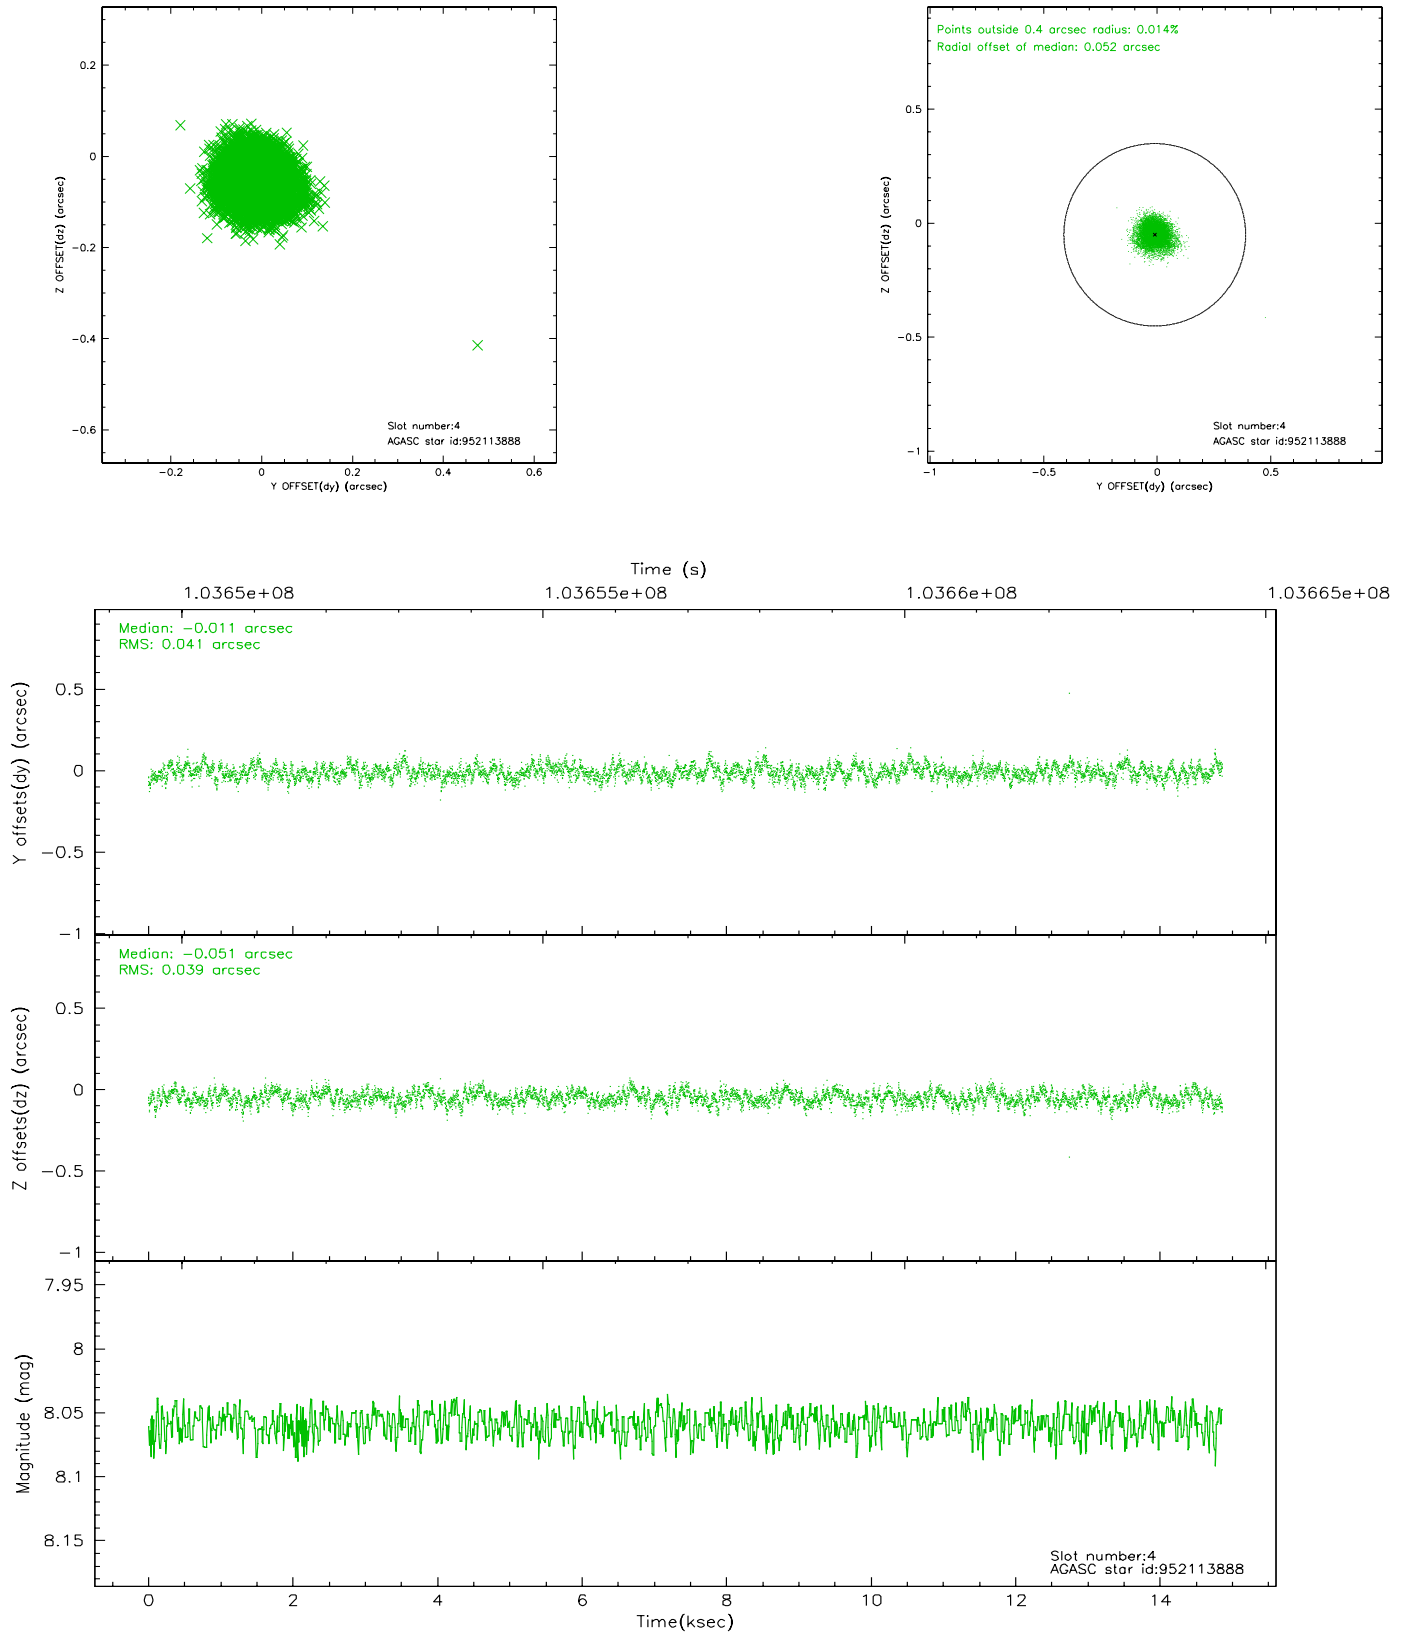 0.2
0
−0.2
−0.4
−0.6
Z OFFSET(dz) (arcsec)
Slot number:4
AGASC star id:952113888
−0.2 0 0.2 0.4 0.6
Y OFFSET(dy) (arcsec)
Points outside 0.4 arcsec radius: 0.014%
Radial offset of median: 0.052 arcsec
0.5
0
−0.5
−1
Z OFFSET(dz) (arcsec)
Slot number:4
AGASC star id:952113888
−1 −0.5 0 0.5
Y OFFSET(dy) (arcsec)
Time (s)
1.0365e+08 1.03655e+08 1.0366e+08 1.03665e+08
Median: −0.011 arcsec
RMS: 0.041 arcsec
0.5
0
−0.5
−1
Y offsets(dy) (arcsec)
Median: −0.051 arcsec
RMS: 0.039 arcsec
0.5
0
−0.5
−1
Z offsets(dz) (arcsec)
7.95
8
8.05
8.1
8.15
Magnitude (mag)
Slot number:4
AGASC star id:952113888
0 2 4 6 8 10 12 14
Time(ksec)